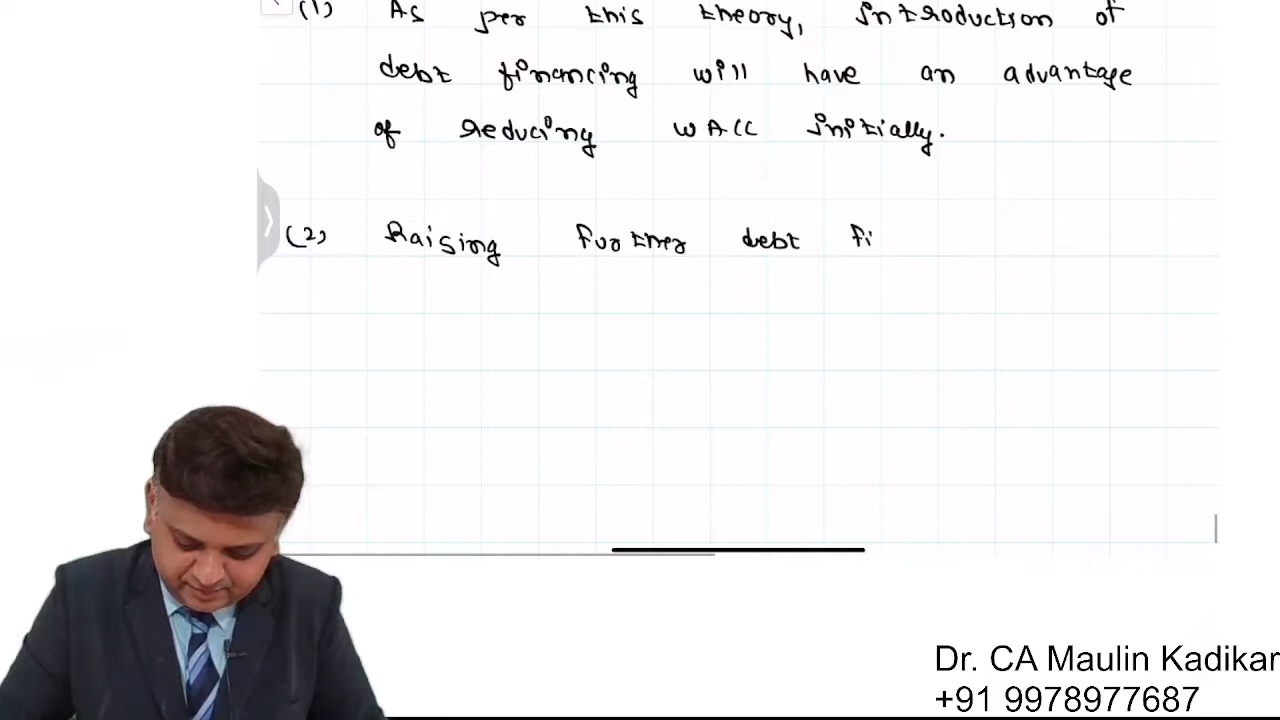 (1) As per this theory, introduction of
debt financing will have an advantage
of reducing WACC initially.
(2) Raising further debt fi
Dr. CA Maulin Kadikar
+91 9978977687